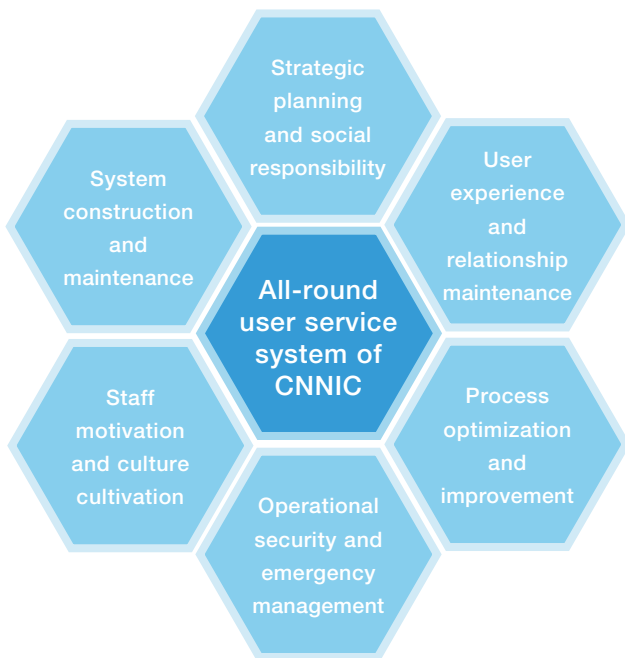 Strategic
planning
and social
responsibility
User
experience
and
relationship
maintenance
System
construction
and
maintenance
All-round
user service
system of
CNNIC
Process
optimization
and
improvement
Staff
motivation
and culture
cultivation
Operational
security and
emergency
management